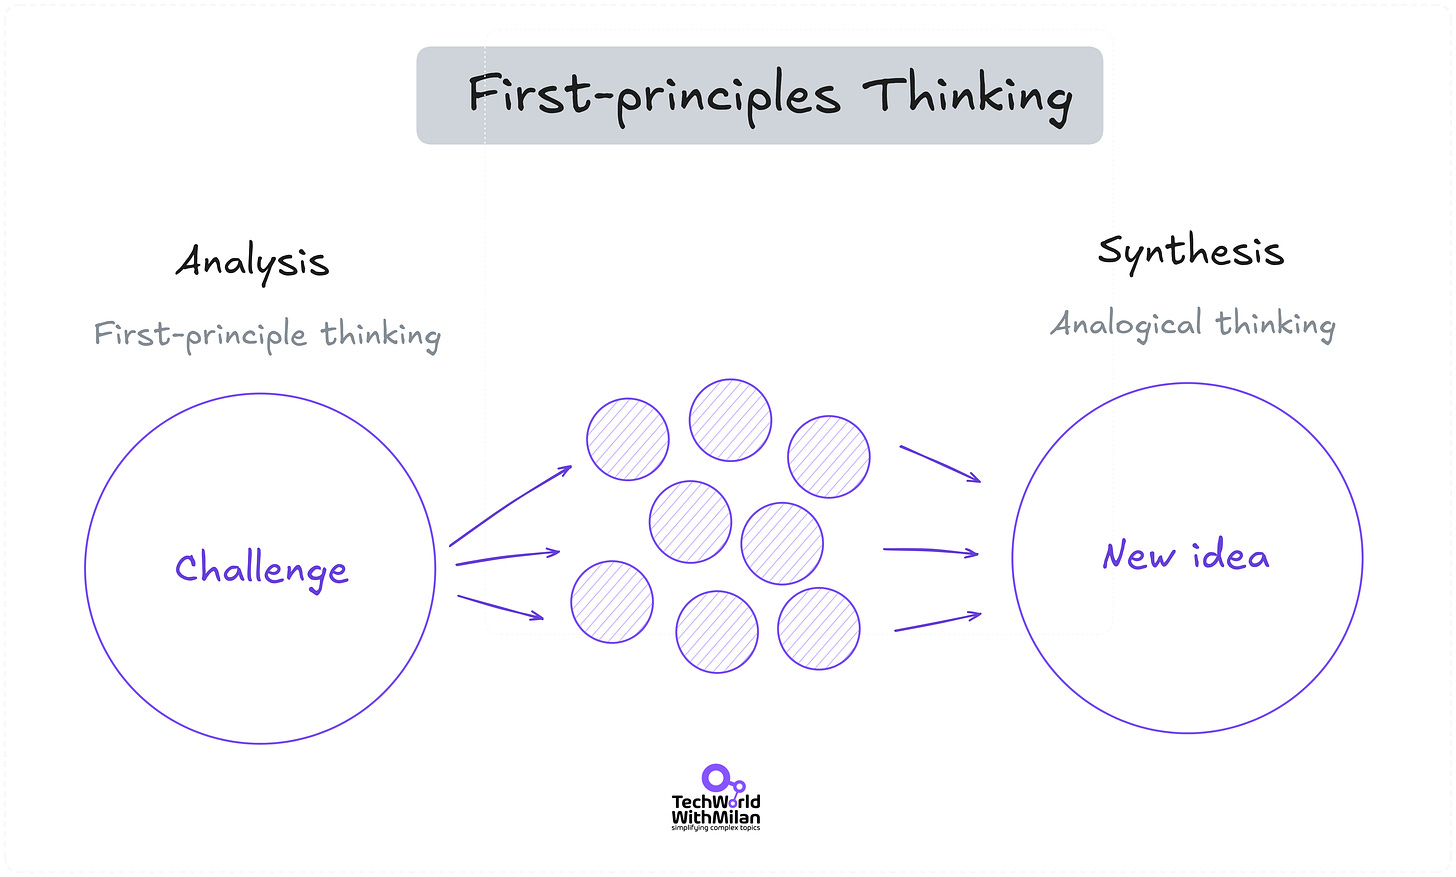 First-principles Thinking
Analysis
First-principle thinking
Challenge
Synthesis
Analogical thinking
New idea
TechWorld
WithMilan
simplifying complex topics